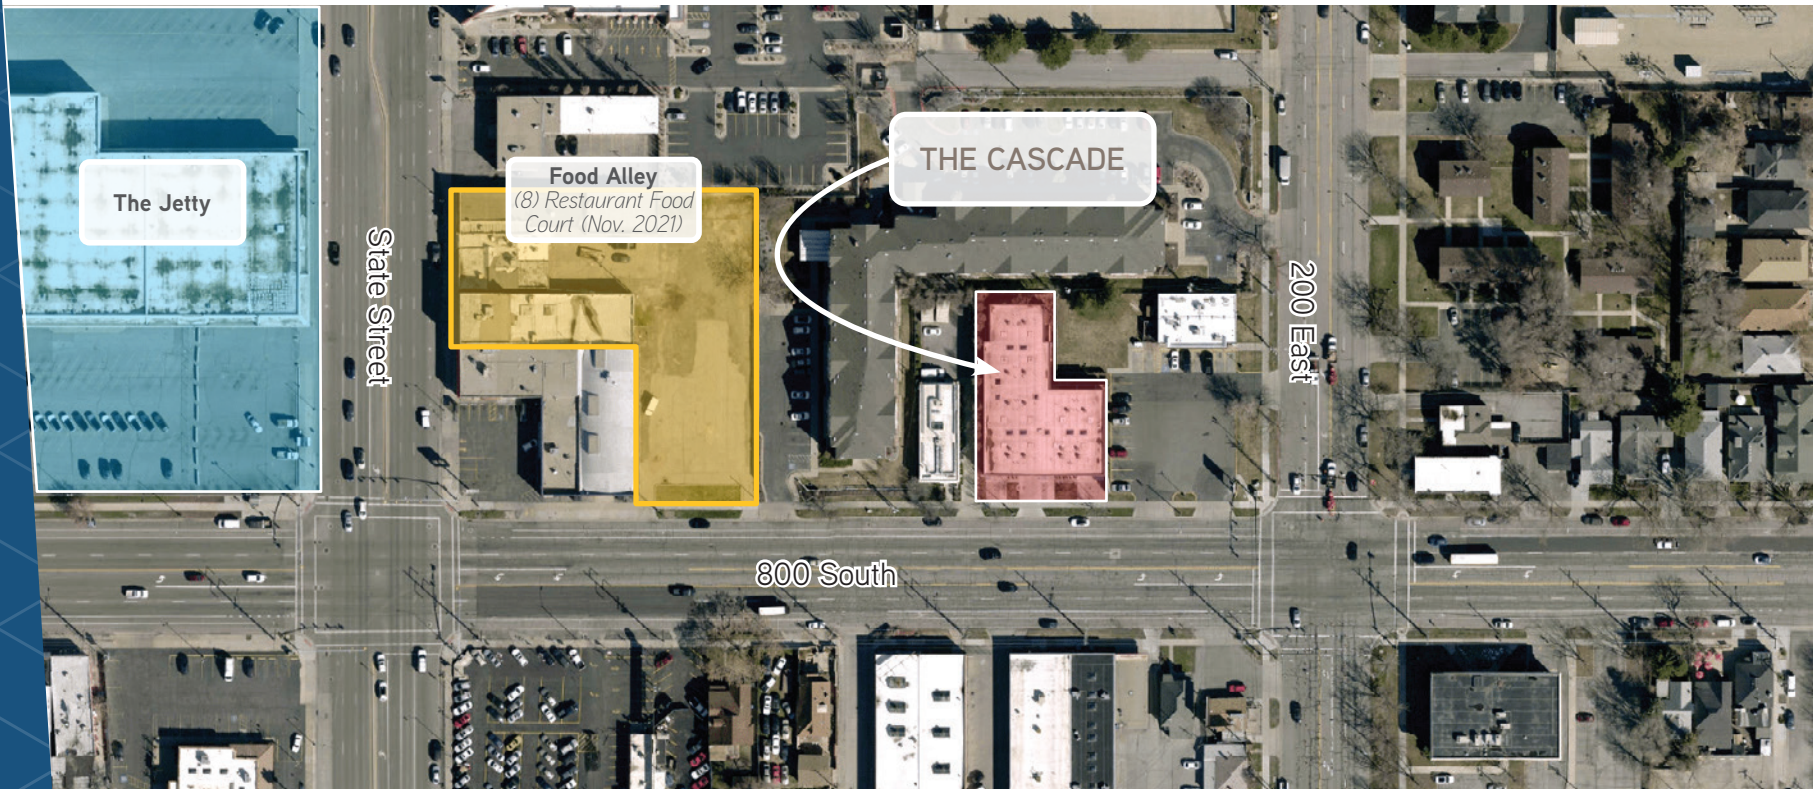 The Jetty
State Street
Food Alley
(8) Restaurant Food
Court (Nov. 2021)
THE CASCADE
200 East
800 South